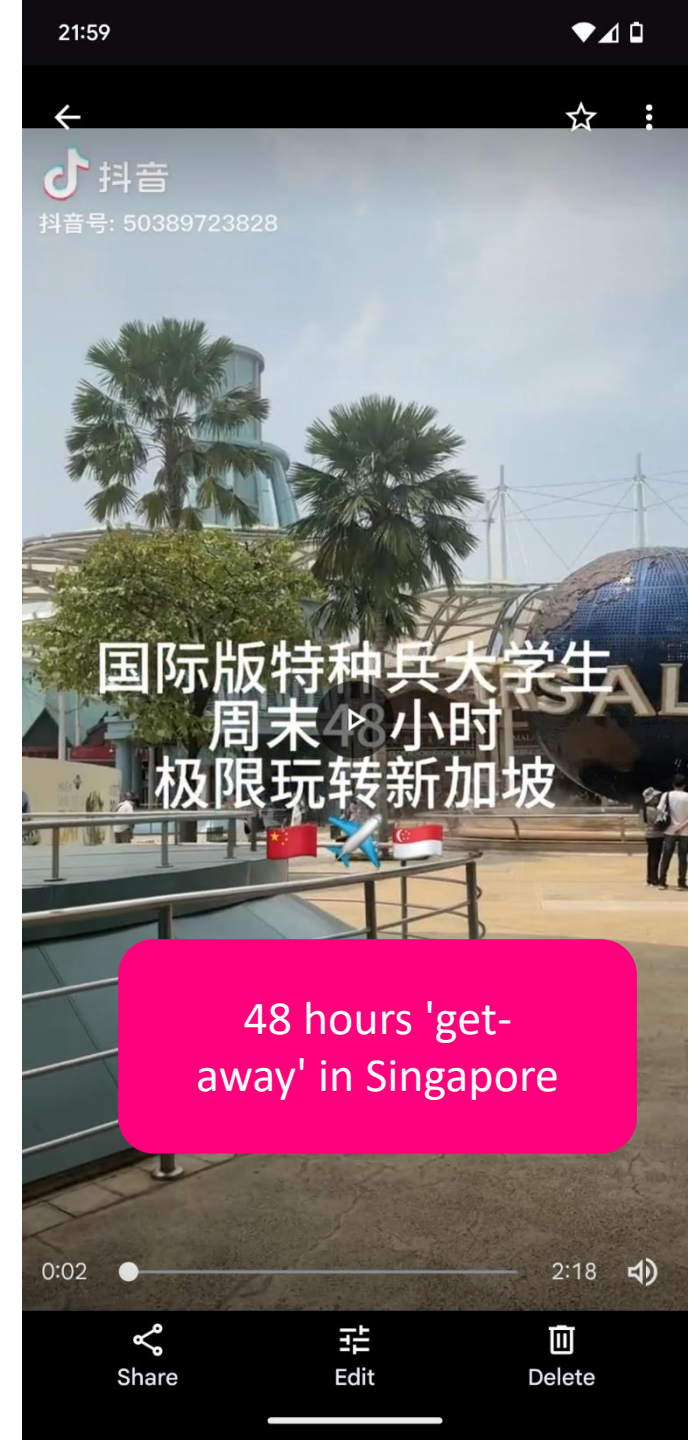 21:59
抖音
抖音号: 50389723828
国际版特种兵大学生
周末48小时
极限玩转新加坡
SAL
48 hours 'get-
away' in Singapore
0:02
2:18
Share
Edit
Delete